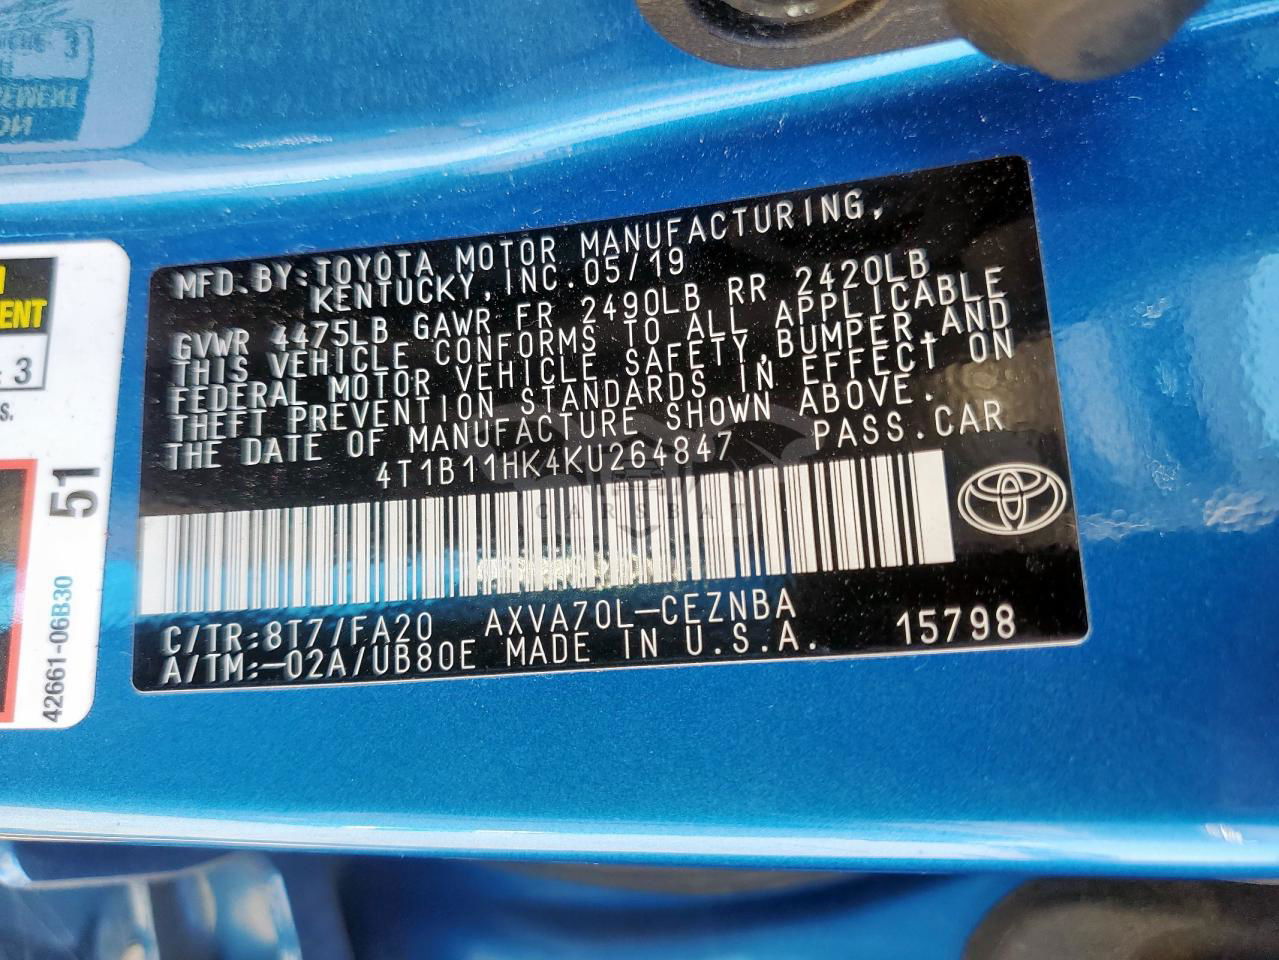 MFD.BY:TOYOTA MOTOR MANUFACTURING,
KENTUCKY,INC.05/19
GVWR 4475LB GAWR FR 2490LB RR 2420LB
THIS VEHICLE CONFORMS TO ALL APPLICABLE
FEDERAL MOTOR VEHICLE SAFETY,BUMPER,AND
THEFT PREVENTION STANDARDS IN EFFECT ON
THE DATE OF MANUFACTURE SHOWN ABOVE.
4T1B11HK4KU264847 PASS.CAR
CARSBAT
C/TR:8T7/FA20 AXVA70L-CEZNBA 15798
A/TM:-02A/UB80E MADE IN U.S.A.
ENT
3
S.
51
42661-06B30